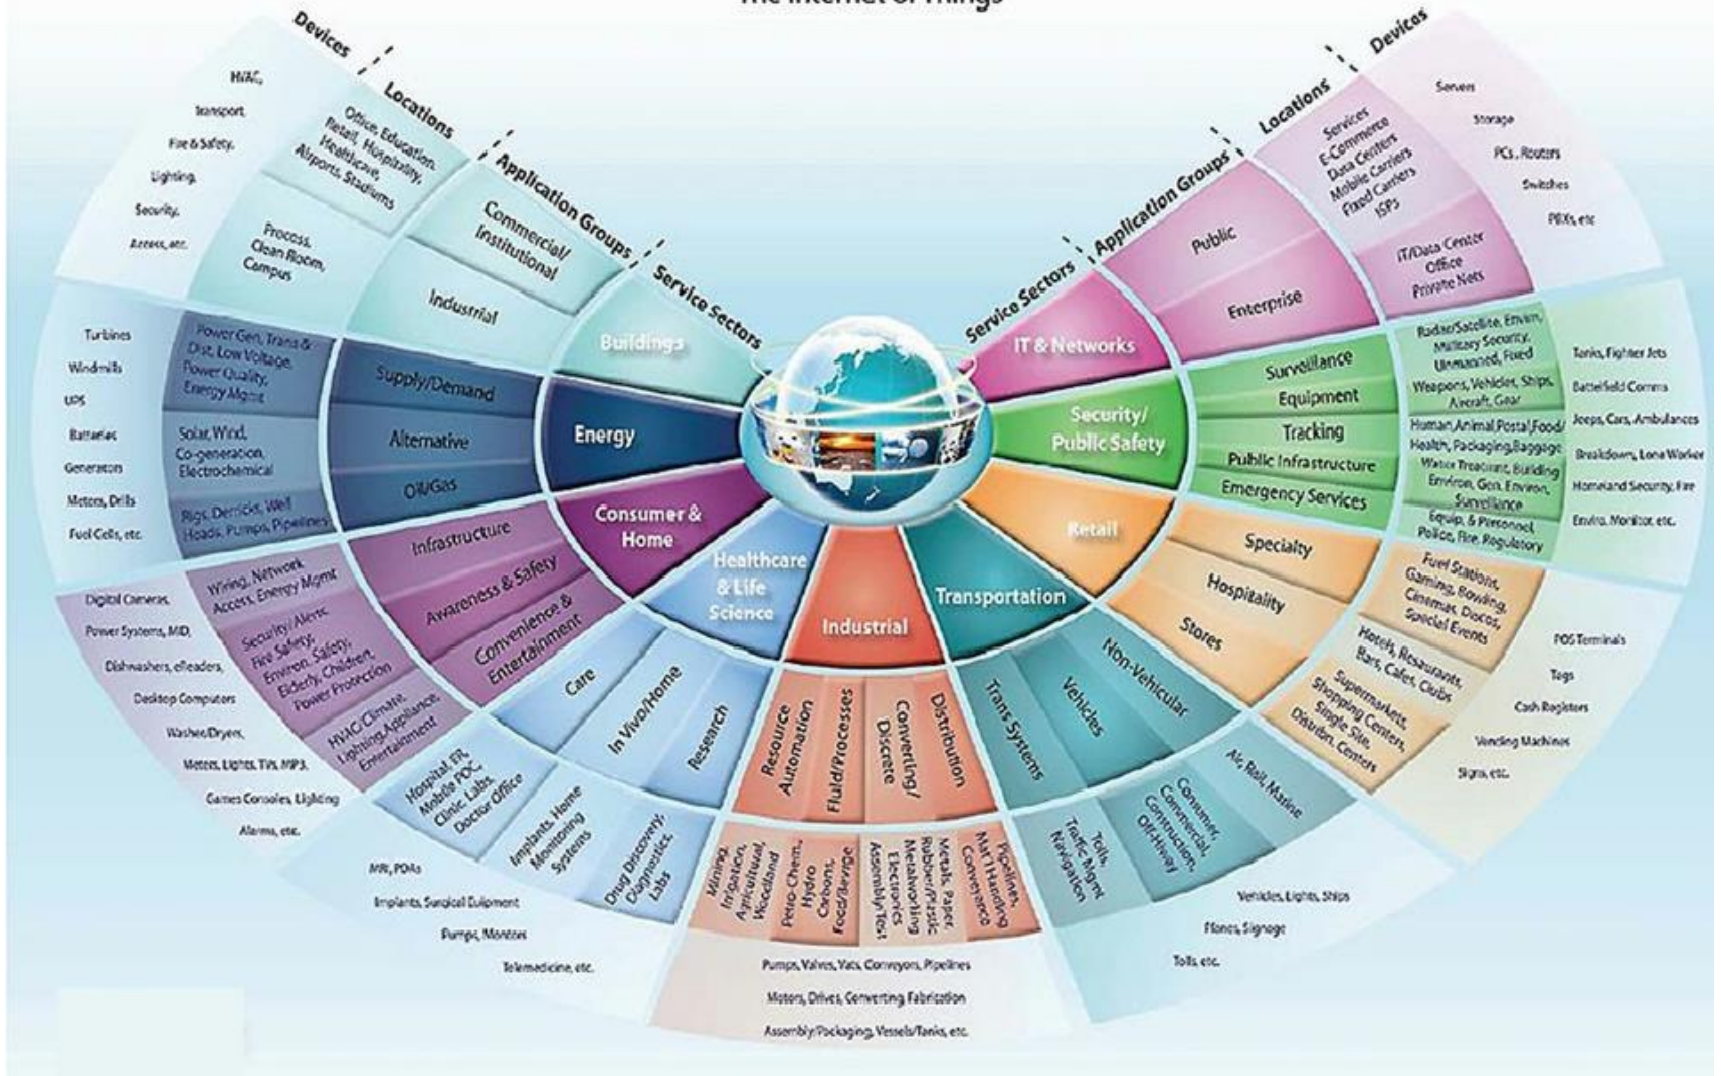 The Internet of Things
Devices
Locations
Application Groups
Service Sectors
Service Sectors
Application Groups
Locations
Devices
Buildings
Commercial/
Institutional
Industrial
Office, Education,
Retail, Hospitality,
Healthcare,
Airports, Stadiums
Process,
Clean Room,
Campus
HVAC,
Transport,
Fire & Safety,
Lighting,
Security,
Access, etc.
Energy
Supply/Demand
Alternative
Oil/Gas
Power Gen, Trans &
Dist, Low Voltage,
Power Quality,
Energy Mgmt
Solar, Wind,
Co-generation,
Electrochemical
Rigs, Derricks, Well
Heads, Pumps, Pipelines
Turbines
Windmills
UPS
Batteries
Generators
Meters, Drills
Fuel Cells, etc.
Consumer &
Home
Infrastructure
Awareness & Safety
Convenience &
Entertainment
Wiring, Network
Access, Energy Mgmt
Security/Alerts
Fire Safety,
Environ. Safety,
Elderly, Children,
Power Protection
HVAC/Climate,
Lighting,Appliance,
Entertainment
Digital Cameras,
Power Systems, MID,
Dishwashers, eReaders,
Desktop Computers
Washer/Dryers,
Meters, Lights, TVs, MP3,
Games Consoles, Lighting
Alarms, etc.
Healthcare
& Life
Science
Care
In Vivo/Home
Research
Hospital, ER,
Mobile POC,
Clinic, Labs,
Doctor Office
Implants, Home
Monitoring
Systems
Drug Discovery,
Diagnostics,
Labs
MRI, PDAs
Implants, Surgical Euipment
Pumps, Monitors
Telemedicine, etc.
Industrial
Resource
Automation
Fluid/Processes
Converting/
Discrete
Distribution
Mining,
Irrigation,
Agricultural,
Woodland
Petro-Chem.,
Hydro
Carbons,
Food/Bevrge
Metals, Paper,
Rubber/Plastic
Metalworking
Electronics
Assembly/Test
Pipelines,
Mat'l Handing
Conveyance
Pumps, Valves, Vats, Conveyors, Pipelines
Motors, Drives, Converting, Fabrication
Assembly/Packaging, Vessels/Tanks, etc.
Transportation
Trans Systems
Vehicles
Non-Vehicular
Tolls,
Traffic Mgmt
Navigation
Consumer,
Commercial,
Construction,
Off-Hiway
Air, Rail, Marine
Vehicles, Lights, Ships
Planes, Signage
Tolls, etc.
Retail
Specialty
Hospitality
Stores
Fuel Stations,
Gaming, Bowling,
Cinemas, Discos,
Special Events
Hotels, Resaurants,
Bars, Cafes, Clubs
Supermarkets,
Shopping Centers,
Single Site,
Distribn, Centers
POS Terminals
Tags
Cash Registers
Vending Machines
Signs, etc.
Security/
Public Safety
Surveillance
Equipment
Tracking
Public Infrastructure
Emergency Services
Radar/Satellite, Envirn,
Military Security,
Unmanned, Fixed
Weapons, Vehicles, Ships,
Aircraft, Gear
Human,Animal,Postal,Food/
Health, Packaging,Baggage
Water Treatmnt, Building
Environ, Gen. Environ,
Surveillance
Equip. & Personnel,
Police, Fire, Regulatory
Tanks, Fighter Jets
Battelfield Comms
Jeeps, Cars, Ambulances
Breakdown, Lone Worker
Homeland Security, Fire
Enviro. Monitor, etc.
IT & Networks
Public
Enterprise
Services
E-Commerce
Data Centers
Mobile Carriers
Fixed Carriers
ISPs
IT/Data Center
Office
Private Nets
Servers
Storage
PCs, Routers
Switches
PBXs, etc